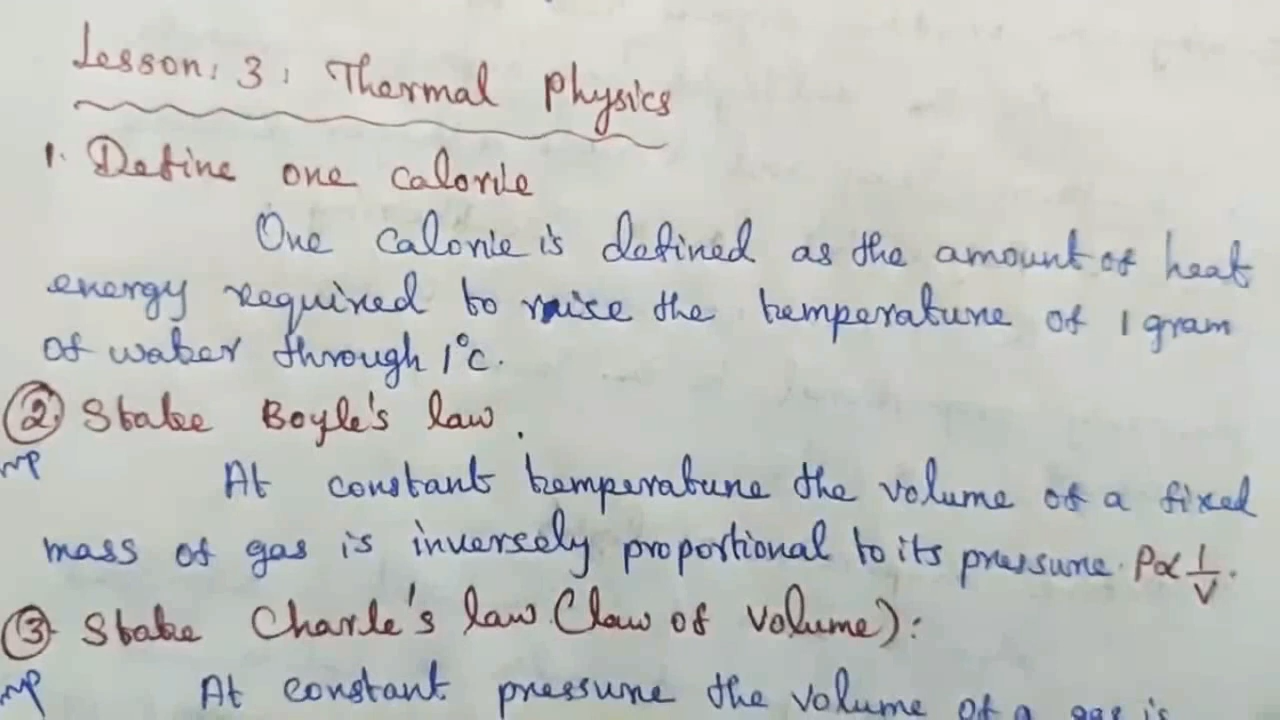 Lesson: 3: Thermal Physics
1. Define one calorie
One calorie is defined as the amount of heat
energy required to raise the temperature of 1 gram
of water through 1°c.
② State Boyle's law.
At constant temperature the volume of a fixed
mass of gas is inversely proportional to its pressure. P∝ 1/V.
③ State Charle's law (law of volume):
At constant pressure the volume of a gas is